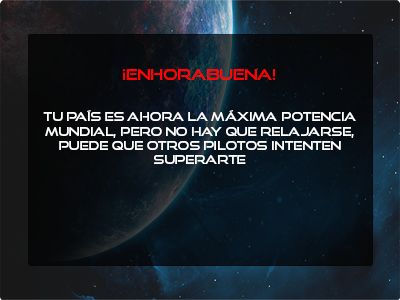 ¡ENHORABUENA!
TU PAÍS ES AHORA LA MÁXIMA POTENCIA
MUNDIAL, PERO NO HAY QUE RELAJARSE,
PUEDE QUE OTROS PILOTOS INTENTEN
SUPERARTE